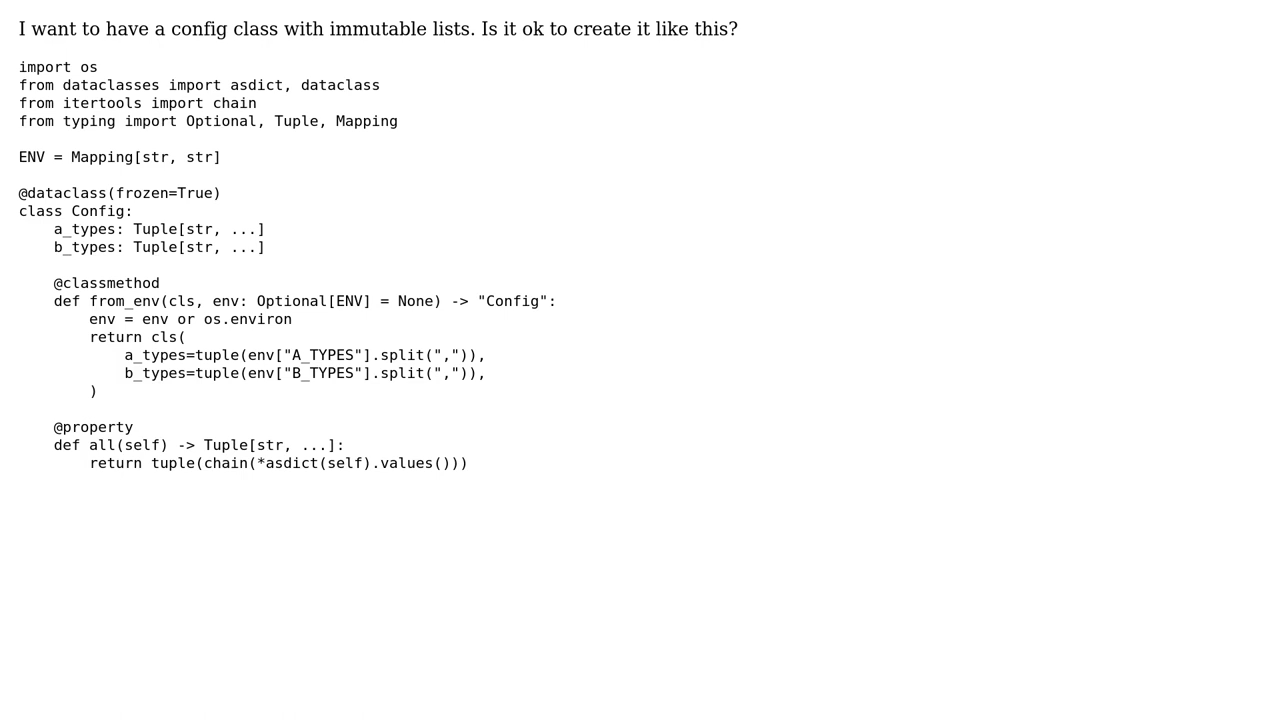 I want to have a config class with immutable lists. Is it ok to create it like this?
import os
from dataclasses import asdict, dataclass
from itertools import chain
from typing import Optional, Tuple, Mapping

ENV = Mapping[str, str]

@dataclass(frozen=True)
class Config:
    a_types: Tuple[str, ...]
    b_types: Tuple[str, ...]

    @classmethod
    def from_env(cls, env: Optional[ENV] = None) -> "Config":
        env = env or os.environ
        return cls(
            a_types=tuple(env["A_TYPES"].split(",")),
            b_types=tuple(env["B_TYPES"].split(",")),
        )

    @property
    def all(self) -> Tuple[str, ...]:
        return tuple(chain(*asdict(self).values()))